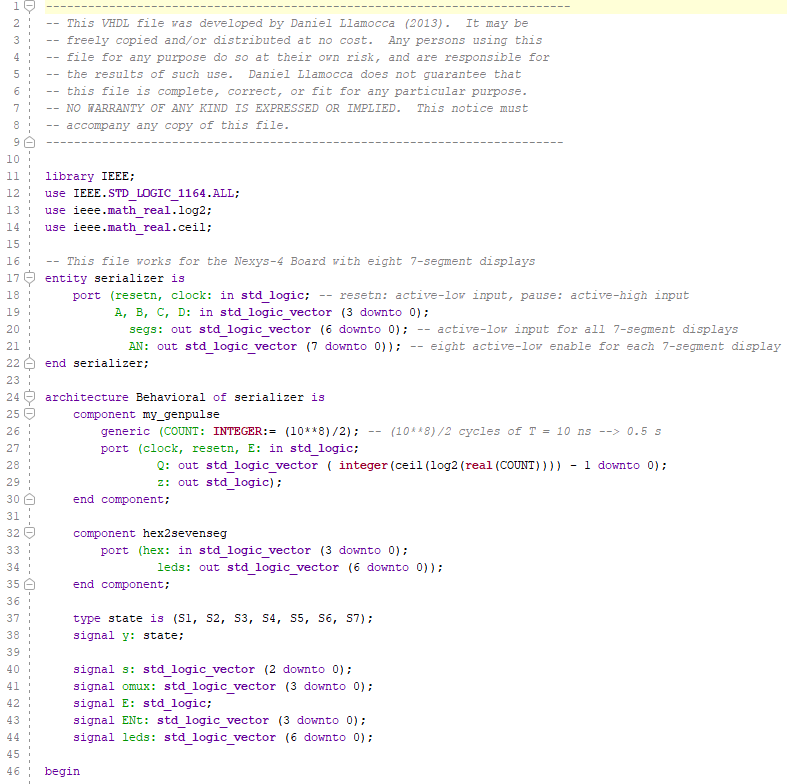 1 ---------------------------------------------------------------------------
2 -- This VHDL file was developed by Daniel Llamocca (2013).  It may be
3 -- freely copied and/or distributed at no cost.  Any persons using this
4 -- file for any purpose do so at their own risk, and are responsible for
5 -- the results of such use.  Daniel Llamocca does not guarantee that
6 -- this file is complete, correct, or fit for any particular purpose.
7 -- NO WARRANTY OF ANY KIND IS EXPRESSED OR IMPLIED.  This notice must
8 -- accompany any copy of this file.
9 --------------------------------------------------------------------------
10
11 library IEEE;
12 use IEEE.STD_LOGIC_1164.ALL;
13 use ieee.math_real.log2;
14 use ieee.math_real.ceil;
15
16 -- This file works for the Nexys-4 Board with eight 7-segment displays
17 entity serializer is
18     port (resetn, clock: in std_logic; -- resetn: active-low input, pause: active-high input
19           A, B, C, D: in std_logic_vector (3 downto 0);
20             segs: out std_logic_vector (6 downto 0); -- active-low input for all 7-segment displays
21             AN: out std_logic_vector (7 downto 0)); -- eight active-low enable for each 7-segment display
22 end serializer;
23
24 architecture Behavioral of serializer is
25     component my_genpulse
26         generic (COUNT: INTEGER:= (10**8)/2); -- (10**8)/2 cycles of T = 10 ns --> 0.5 s
27         port (clock, resetn, E: in std_logic;
28                 Q: out std_logic_vector ( integer(ceil(log2(real(COUNT)))) - 1 downto 0);
29                 z: out std_logic);
30     end component;
31
32     component hex2sevenseg
33         port (hex: in std_logic_vector (3 downto 0);
34                 leds: out std_logic_vector (6 downto 0));
35     end component;
36
37     type state is (S1, S2, S3, S4, S5, S6, S7);
38     signal y: state;
39
40     signal s: std_logic_vector (2 downto 0);
41     signal omux: std_logic_vector (3 downto 0);
42     signal E: std_logic;
43     signal ENt: std_logic_vector (3 downto 0);
44     signal leds: std_logic_vector (6 downto 0);
45
46 begin